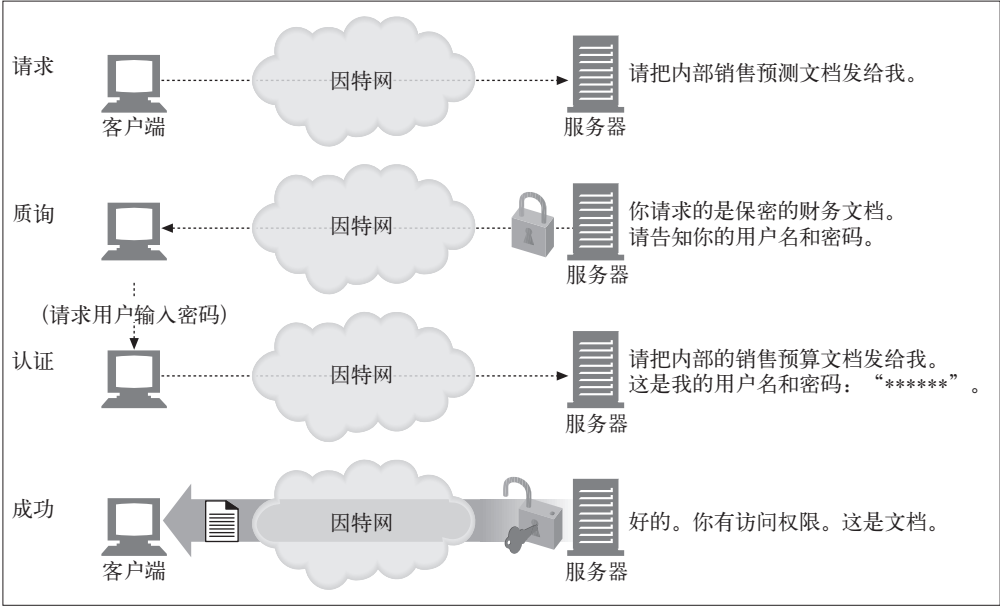 请求
客户端
因特网
服务器
请把内部销售预测文档发给我。
质询
因特网
服务器
你请求的是保密的财务文档。
请告知你的用户名和密码。
(请求用户输入密码)
认证
因特网
服务器
请把内部的销售预算文档发给我。
这是我的用户名和密码：“******”。
成功
客户端
因特网
服务器
好的。你有访问权限。这是文档。